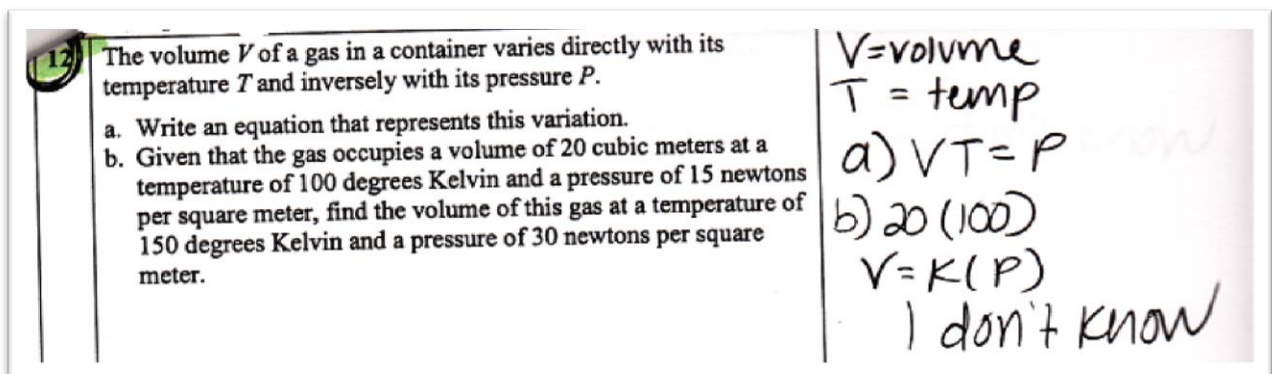 12 The volume V of a gas in a container varies directly with its
temperature T and inversely with its pressure P.
a. Write an equation that represents this variation.
b. Given that the gas occupies a volume of 20 cubic meters at a
temperature of 100 degrees Kelvin and a pressure of 15 newtons
per square meter, find the volume of this gas at a temperature of
150 degrees Kelvin and a pressure of 30 newtons per square
meter.
V=volume
T = temp
a) VT=P
b) 20 (100)
V=K(P)
I don't know